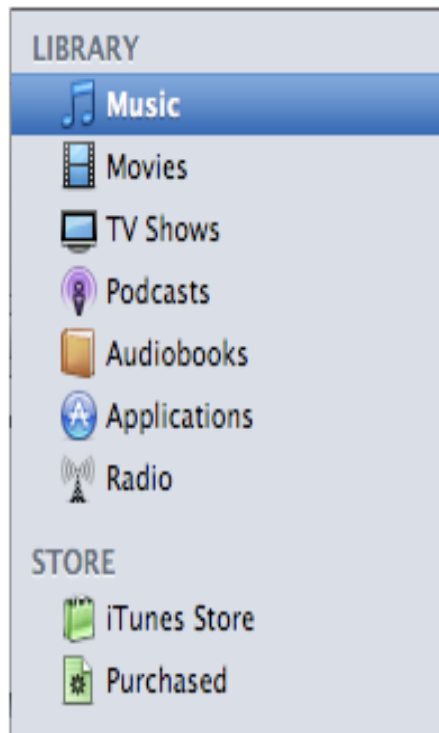 LIBRARY
Music
Movies
TV Shows
Podcasts
Audiobooks
Applications
Radio
STORE
iTunes Store
Purchased